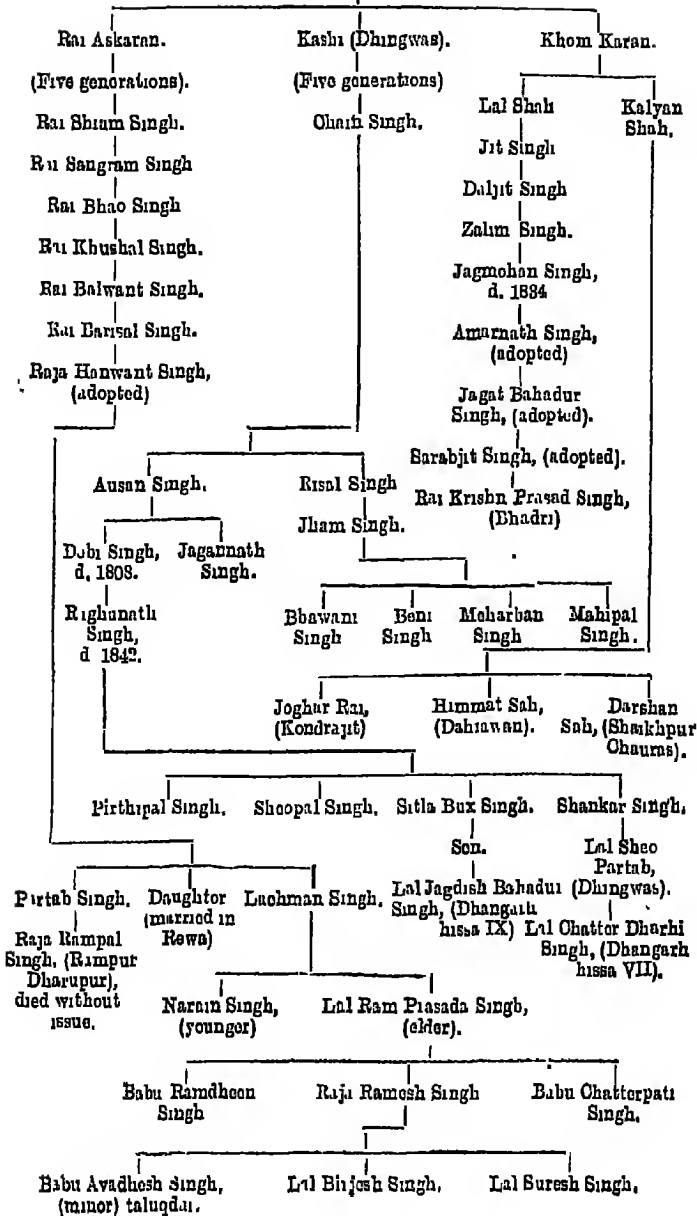 Rai Askaran.
Kashi (Dhingwas).
Khem Karan.
(Five generations).
(Five generations)
Lal Shah
Kalyan
Shah.
Rai Shiam Singh.
Chait Singh.
Jit Singh
Rai Sangram Singh
Daljit Singh
Rai Bhao Singh
Zalim Singh.
Rai Khushal Singh.
Jagmohan Singh,
d. 1834
Rai Balwant Singh.
Amarnath Singh,
(adopted)
Rai Barisal Singh.
Raja Hanwant Singh,
(adopted)
Jagat Bahadur
Singh, (adopted).
Sarabjit Singh, (adopted).
Rai Krishn Prasad Singh,
(Bhadri)
Ausan Singh.
Risal Singh
Jham Singh.
Debi Singh,
d. 1808.
Jagannath
Singh.
Righunath
Singh,
d 1842.
Bhawani
Singh
Beni
Singh
Meharban
Singh
Mahipal
Singh.
Joghar Rai,
(Kondrajit)
Himmat Sah,
(Dahiawan).
Darshan
Sah, (Shaikhpur
Chauras).
Pirthipal Singh.
Sheopal Singh.
Sitla Bux Singh.
Shankar Singh.
Son.
Lal Sheo
Partab,
(Dhingwas).
Lal Jagdish Bahadur
Singh, (Dhangarh
hissa IX)
Lal Chatter Dharhi
Singh, (Dhangarh
hissa VII).
Partab Singh.
Daughter
(married in
Rewa)
Lachman Singh.
Raja Rampal
Singh, (Rampur
Dharupur),
died without
issue.
Narain Singh,
(younger)
Lal Ram Prasada Singh,
(elder).
Babu Ramdheen
Singh
Raja Ramesh Singh
Babu Chatterpati
Singh.
Babu Avadhesh Singh,
(minor) taluqdar.
Lal Brijesh Singh.
Lal Suresh Singh.